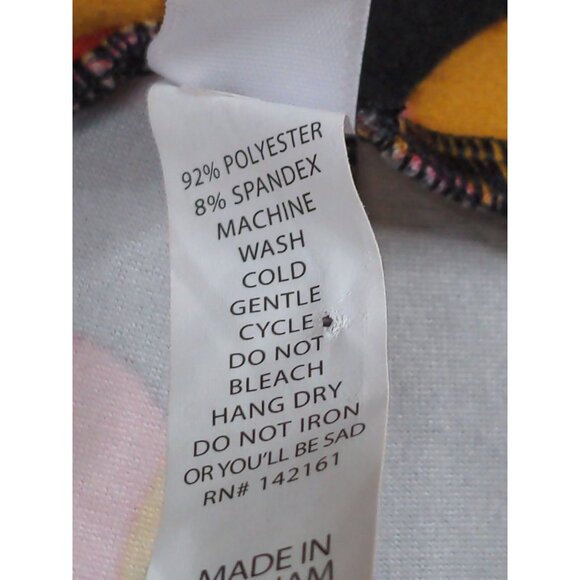 92% POLYESTER
8% SPANDEX
MACHINE
WASH
COLD
GENTLE
CYCLE
DO NOT
BLEACH
HANG DRY
DO NOT IRON
OR YOU'LL BE SAD
RN# 142161
MADE IN